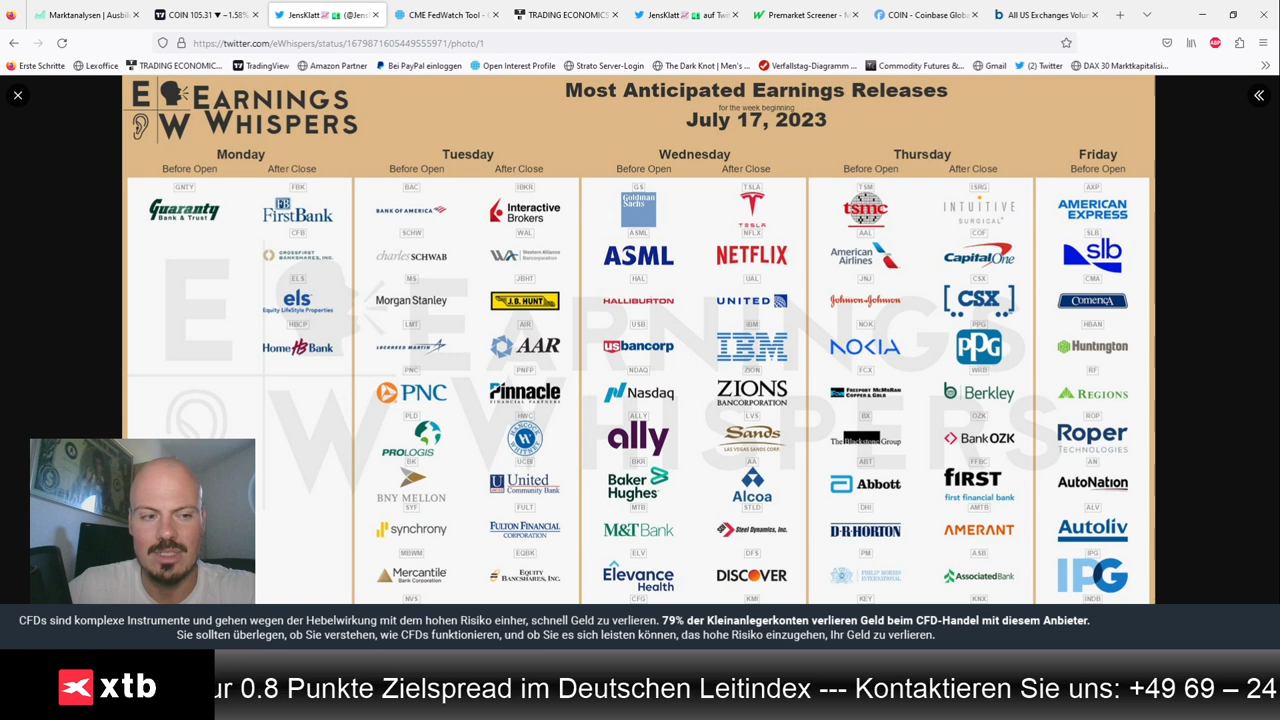 Marktanalysen | Ausbil
COIN 105.31 ▼ −1.58%
JensKlatt (@Jens
CME FedWatch Tool - C
TRADING ECONOMICS
JensKlatt auf Twi
Premarket Screener - M
COIN - Coinbase Glob
All US Exchanges Volu
https://twitter.com/eWhispers/status/1679871605449555971/photo/1
Erste Schritte
Lexoffice
TRADING ECONOMIC...
TradingView
Amazon Partner
Bei PayPal einloggen
Open Interest Profile
Strato Server-Login
The Dark Knot | Men's ...
Verfallstag-Diagramm ...
Commodity Futures &...
Gmail
(2) Twitter
DAX 30 Marktkapitalisi...
EARNINGS
WHISPERS
Most Anticipated Earnings Releases
for the week beginning
July 17, 2023
Monday
Tuesday
Wednesday
Thursday
Friday
Before Open
After Close
Before Open
After Close
Before Open
After Close
Before Open
After Close
Before Open
GNTY FBK BAC IBKR GS TSLA TSM ISRG AXP
Guaranty Bank & Trust
FB FirstBank
BANK OF AMERICA
Interactive Brokers
Goldman Sachs
TESLA
tsmc
INTUITIVE SURGICAL
AMERICAN EXPRESS
CFB SCHW WAL ASML NFLX AAL COF SLB
CROSSFIRST BANKSHARES, INC.
charles SCHWAB
WA Western Alliance Bancorporation
ASML
NETFLIX
American Airlines
Capital One
slb
ELS MS JBHT HAL UAL JNJ CSX CMA
els Equity LifeStyle Properties
Morgan Stanley
J.B. HUNT
HALLIBURTON
UNITED
Johnson & Johnson
CSX
Comerica
HBCP LMT AIR USB IBM NOK PPG HBAN
Home Bank
LOCKHEED MARTIN
AAR
usbancorp
IBM
NOKIA
PPG
Huntington
PNC PNFP NDAQ ZION FCX WRB RF
PNC
Pinnacle FINANCIAL PARTNERS
Nasdaq
ZIONS BANCORPORATION
FREEPORT McMoRAN COPPER & GOLD
Berkley
REGIONS
PLD HWC ALLY LVS BX OZK ROP
PROLOGIS
HANCOCK WHITNEY
ally
Sands LAS VEGAS SANDS CORP.
The Blackstone Group
Bank OZK
Roper TECHNOLOGIES
BK UCBI BKR AA ABT FFBC AN
BNY MELLON
United Community Bank
Baker Hughes
Alcoa
Abbott
first first financial bank
AutoNation
SYF FULT MTB STLD DHI AMTB ALV
synchrony
FULTON FINANCIAL CORPORATION
M&T Bank
Steel Dynamics, Inc.
D·R·HORTON
AMERANT
Autoliv
MBWM EQBK ELV DFS PM ASB IPG
Mercantile Bank Corporation
EQUITY BANCSHARES, INC.
Elevance Health
DISCOVER
PHILIP MORRIS INTERNATIONAL
Associated Bank
IPG
NVS CFG KMI KEY KNX INDB
CFDs sind komplexe Instrumente und gehen wegen der Hebelwirkung mit dem hohen Risiko einher, schnell Geld zu verlieren. 79% der Kleinanlegerkonten verlieren Geld beim CFD-Handel mit diesem Anbieter.
Sie sollten überlegen, ob Sie verstehen, wie CFDs funktionieren, und ob Sie es sich leisten können, das hohe Risiko einzugehen, Ihr Geld zu verlieren.
xtb
ur 0.8 Punkte Zielspread im Deutschen Leitindex --- Kontaktieren Sie uns: +49 69 – 24